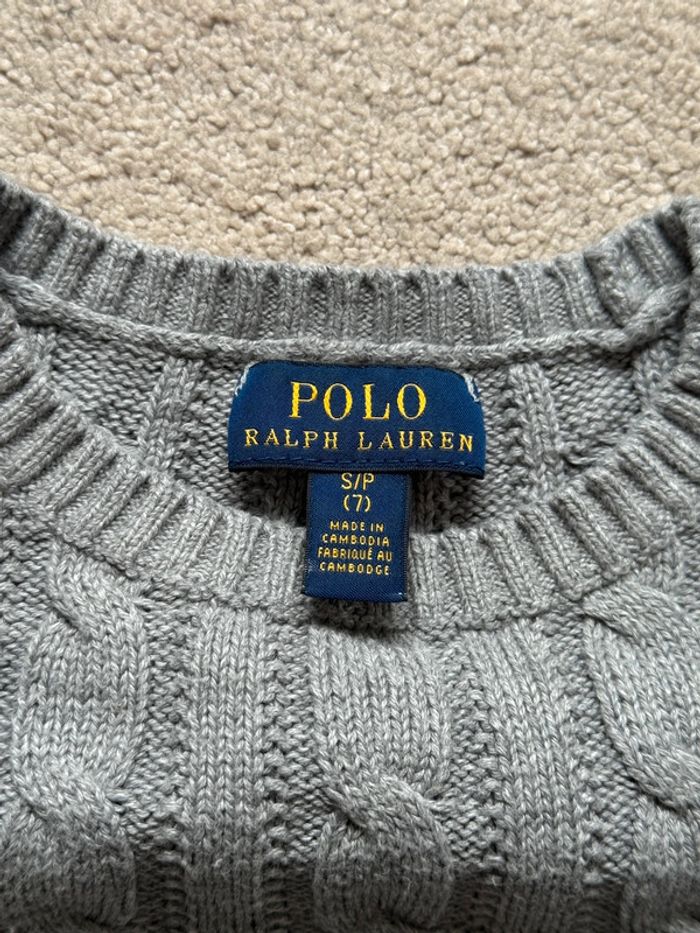 POLO
RALPH LAUREN
S/P
(7)
MADE IN
CAMBODIA
FABRIQUÉ AU
CAMBODGE